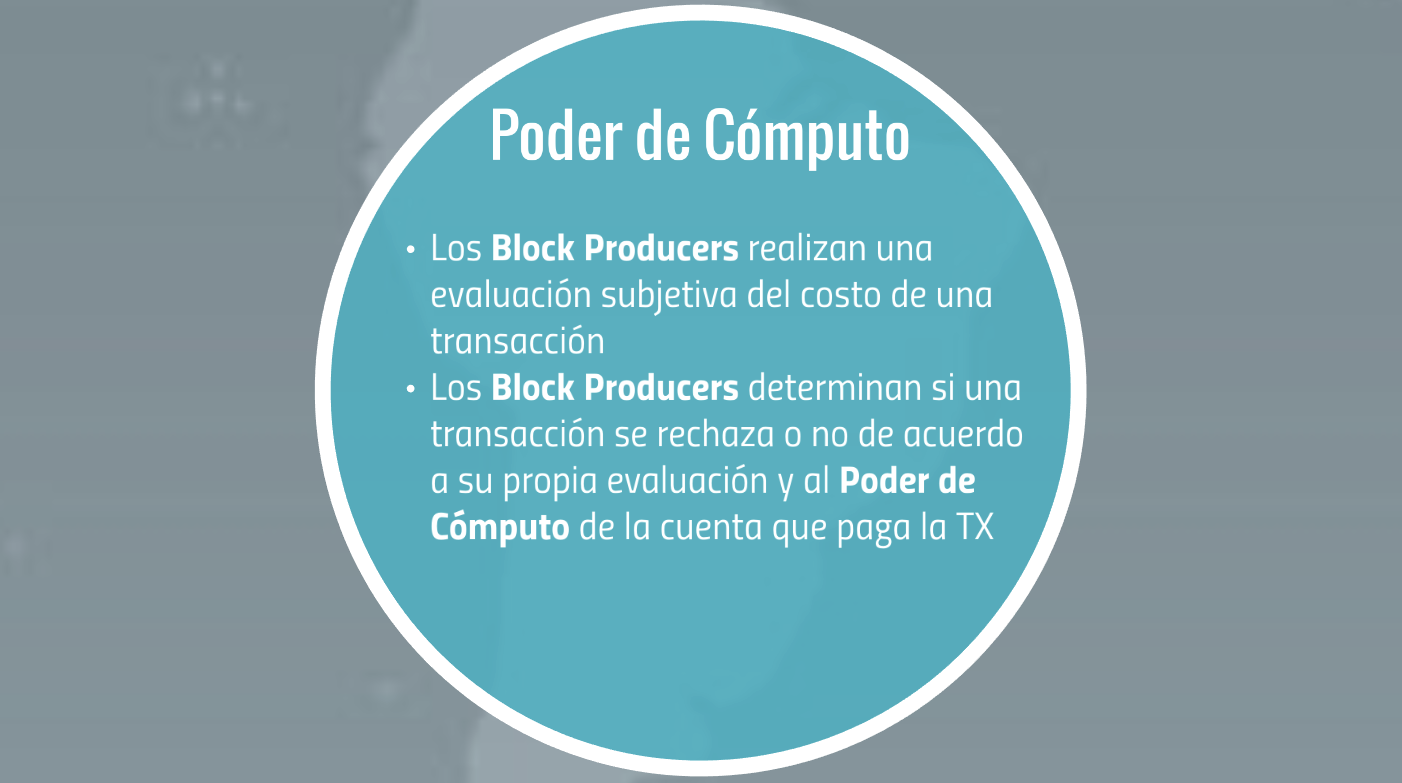 Poder de Cómputo
• Los Block Producers realizan una
evaluación subjetiva del costo de una
transacción
• Los Block Producers determinan si una
transacción se rechaza o no de acuerdo
a su propia evaluación y al Poder de
Cómputo de la cuenta que paga la TX